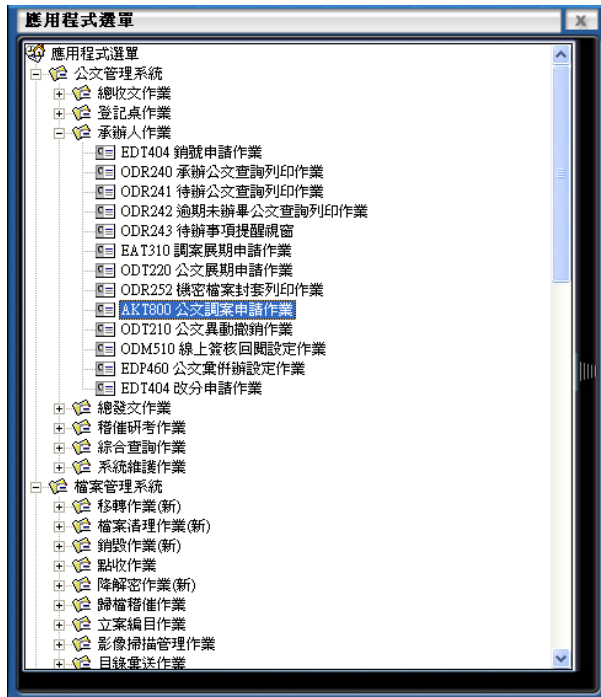 應用程式選單
應用程式選單
公文管理系統
總收文作業
登記桌作業
承辦人作業
EDT404 銷號申請作業
ODR240 承辦公文查詢列印作業
ODR241 待辦公文查詢列印作業
ODR242 逾期未辦畢公文查詢列印作業
ODR243 待辦事項提醒視窗
EAT310 調案展期申請作業
ODT220 公文展期申請作業
ODR252 機密檔案封套列印作業
AKT800 公文調案申請作業
ODT210 公文異動撤銷作業
ODM510 線上簽核回閱設定作業
EDP460 公文彙併辦設定作業
EDT404 改分申請作業
總發文作業
稽催研考作業
綜合查詢作業
系統維護作業
檔案管理系統
移轉作業(新)
檔案清理作業(新)
銷毀作業(新)
點收作業
降解密作業(新)
歸檔稽催作業
立案編目作業
影像掃描管理作業
目錄彙送作業